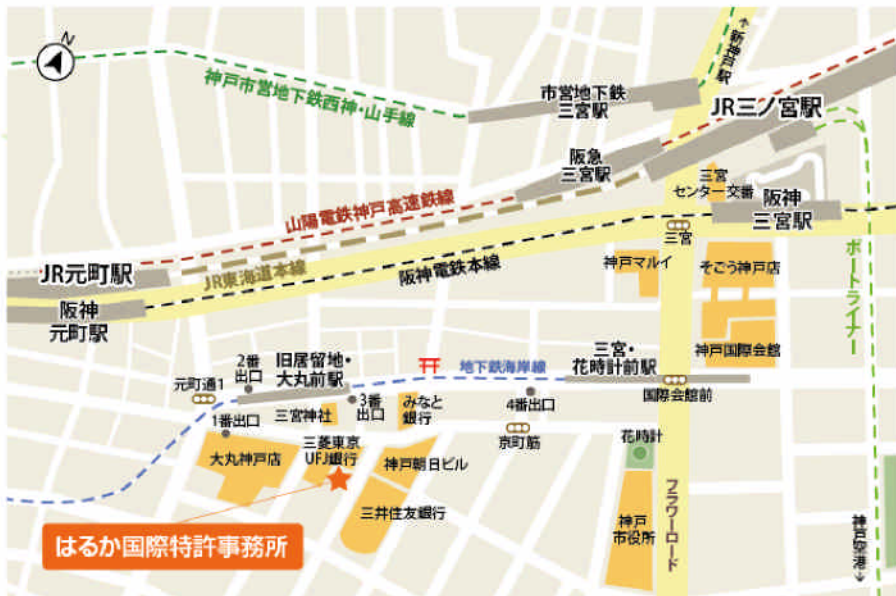 N
↑新神戸駅
神戸市営地下鉄西神・山手線
市営地下鉄
三宮駅
JR三ノ宮駅
阪急
三宮駅
三宮
センター交番
阪神
三宮駅
山陽電鉄神戸高速鉄線
三宮
JR元町駅
JR東海道本線
阪神電鉄本線
神戸マルイ
そごう神戸店
ポートライナー
阪神
元町駅
神戸国際会館
2番
出口
旧居留地・
大丸前駅
地下鉄海岸線
三宮・
花時計前駅
元町通1
国際会館前
1番出口
三宮神社
3番
出口
みなと
銀行
4番出口
京町筋
花時計
大丸神戸店
三菱東京
UFJ銀行
神戸朝日ビル
三井住友銀行
フラワーロード
神戸
市役所
神戸空港→
はるか国際特許事務所